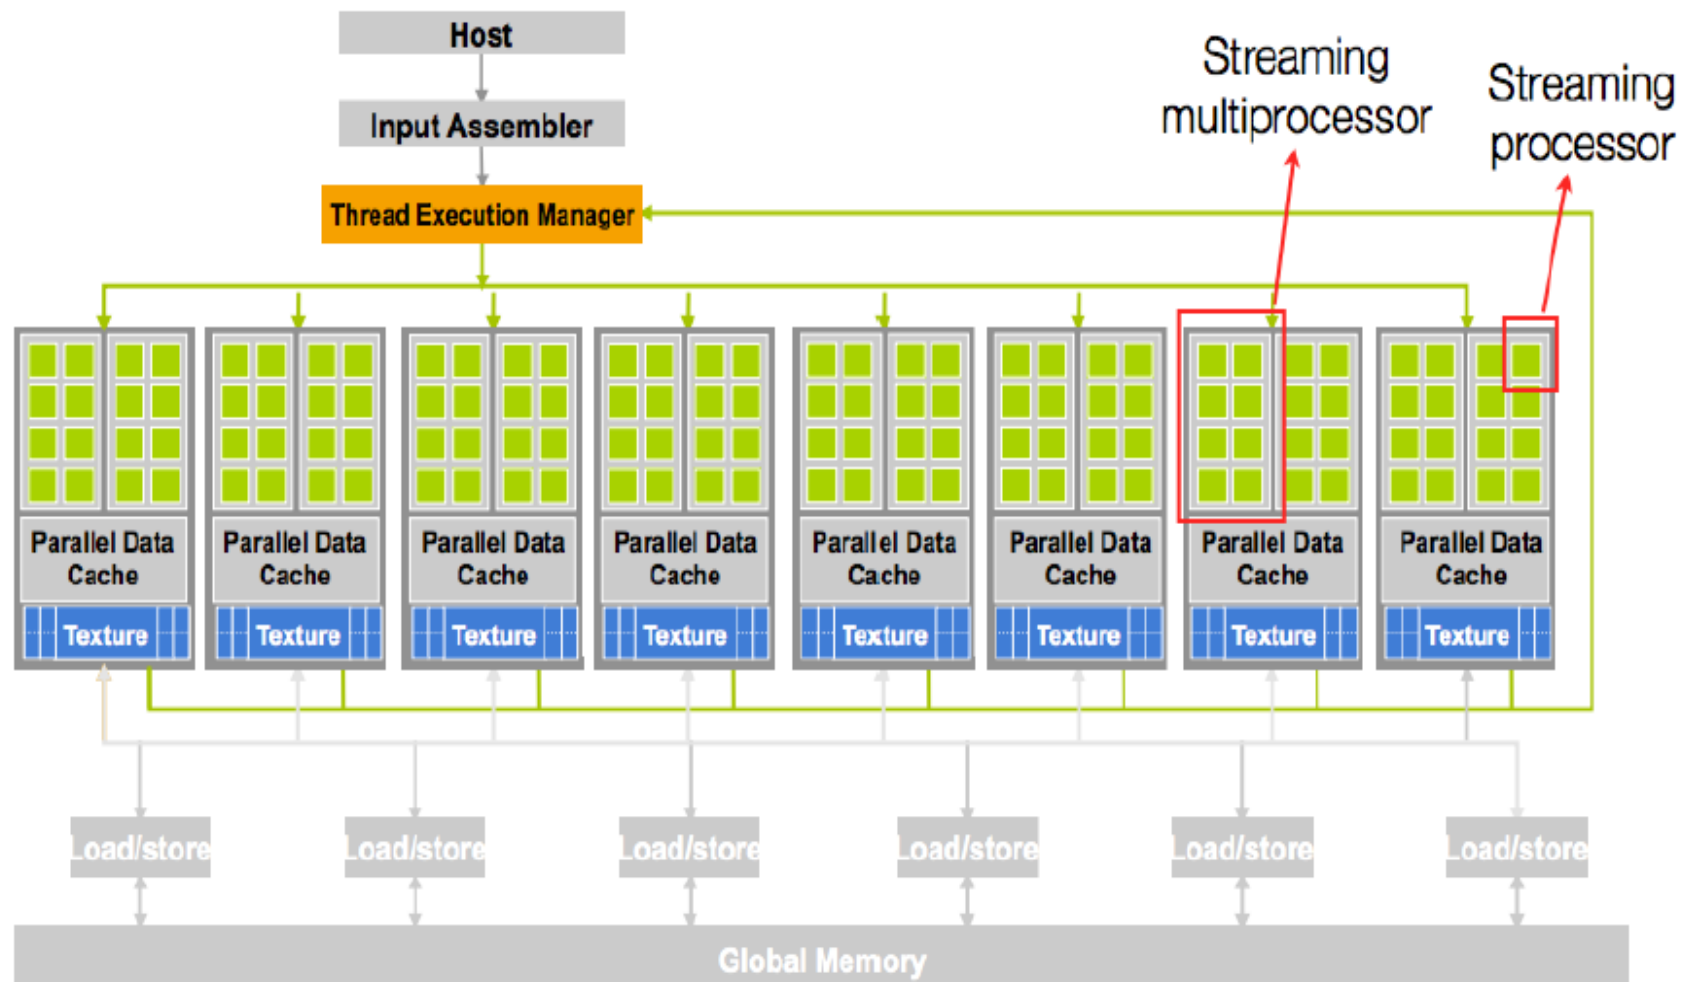 Host
Streaming
multiprocessor
Streaming
processor
Input Assembler
Thread Execution Manager
Parallel Data
Cache
Parallel Data
Cache
Parallel Data
Cache
Parallel Data
Cache
Parallel Data
Cache
Parallel Data
Cache
Parallel Data
Cache
Parallel Data
Cache
Texture
Texture
Texture
Texture
Texture
Texture
Texture
Texture
Load/store
Load/store
Load/store
Load/store
Load/store
Load/store
Global Memory